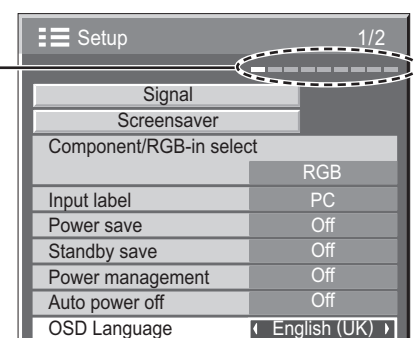 Setup 1/2
Signal
Screensaver
Component/RGB-in select
RGB
Input label PC
Power save Off
Standby save Off
Power management Off
Auto power off Off
OSD Language English (UK)